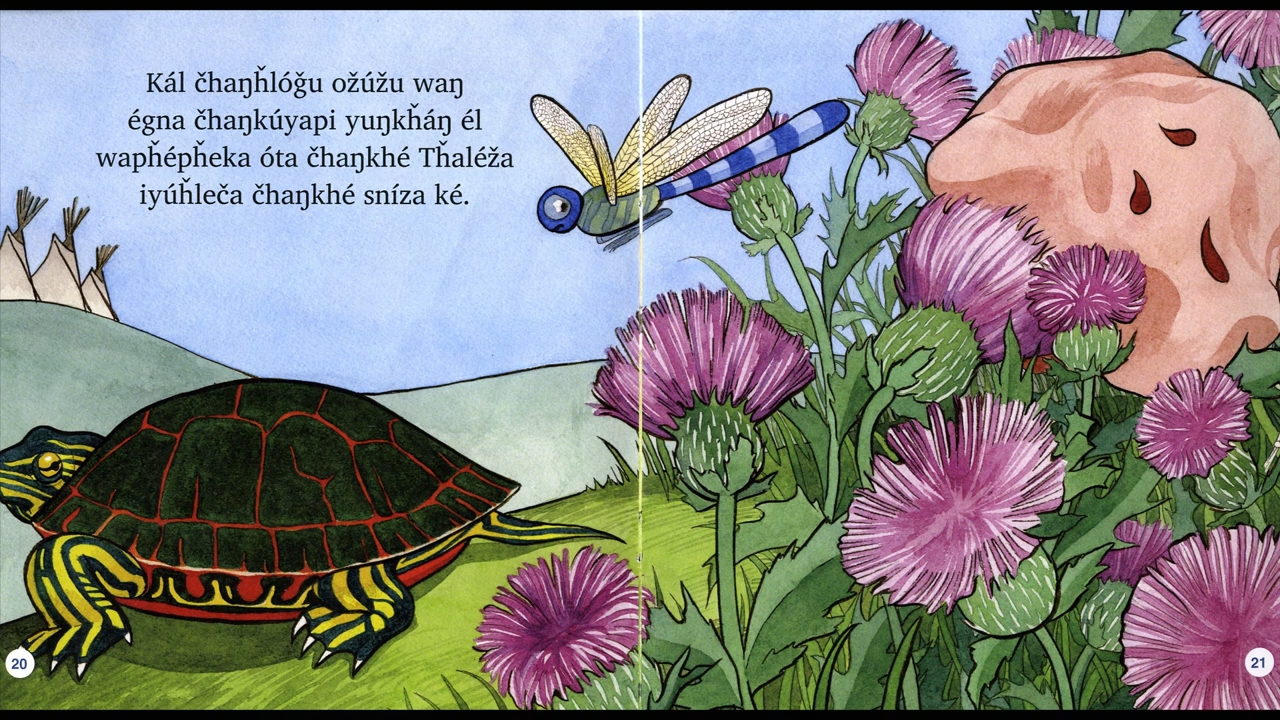 Kál čhaŋȟlóǧu ožúžu waŋ
égna čhaŋkúyapi yuŋkȟáŋ él
wapȟépȟeka óta čhaŋkhé Tȟaléža
iyúȟleča čhaŋkhé sníza ké.
20
21